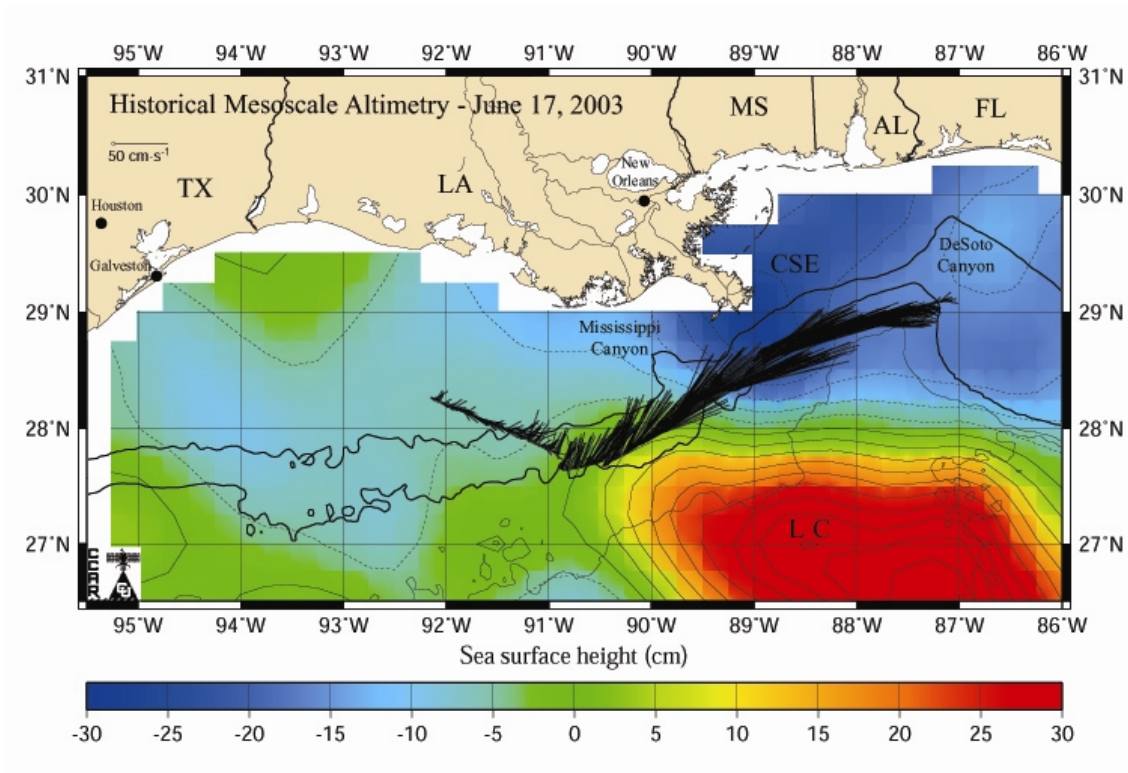 95°W 94°W 93°W 92°W 91°W 90°W 89°W 88°W 87°W 86°W
31°N 31°N
Historical Mesoscale Altimetry - June 17, 2003
MS
FL
AL
50 cm·s⁻¹
New
Orleans
TX
LA
30°N 30°N
Houston
DeSoto
Canyon
Galveston
CSE
29°N 29°N
Mississippi
Canyon
28°N 28°N
LC
27°N 27°N
CCAR
CU
95°W 94°W 93°W 92°W 91°W 90°W 89°W 88°W 87°W 86°W
Sea surface height (cm)
-30 -25 -20 -15 -10 -5 0 5 10 15 20 25 30